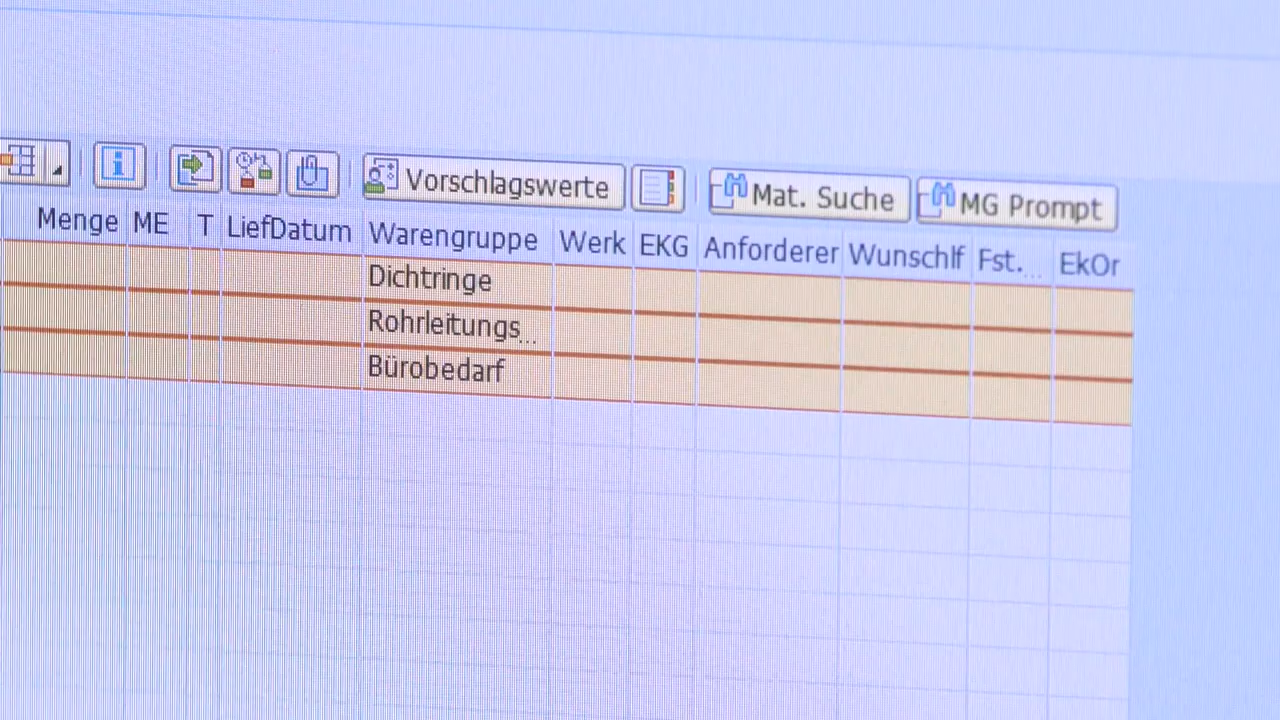 Vorschlagswerte Mat. Suche MG Prompt
Menge ME T LiefDatum Warengruppe Werk EKG Anforderer Wunschlf Fst.... EkOr
Dichtringe
Rohrleitungs...
Bürobedarf